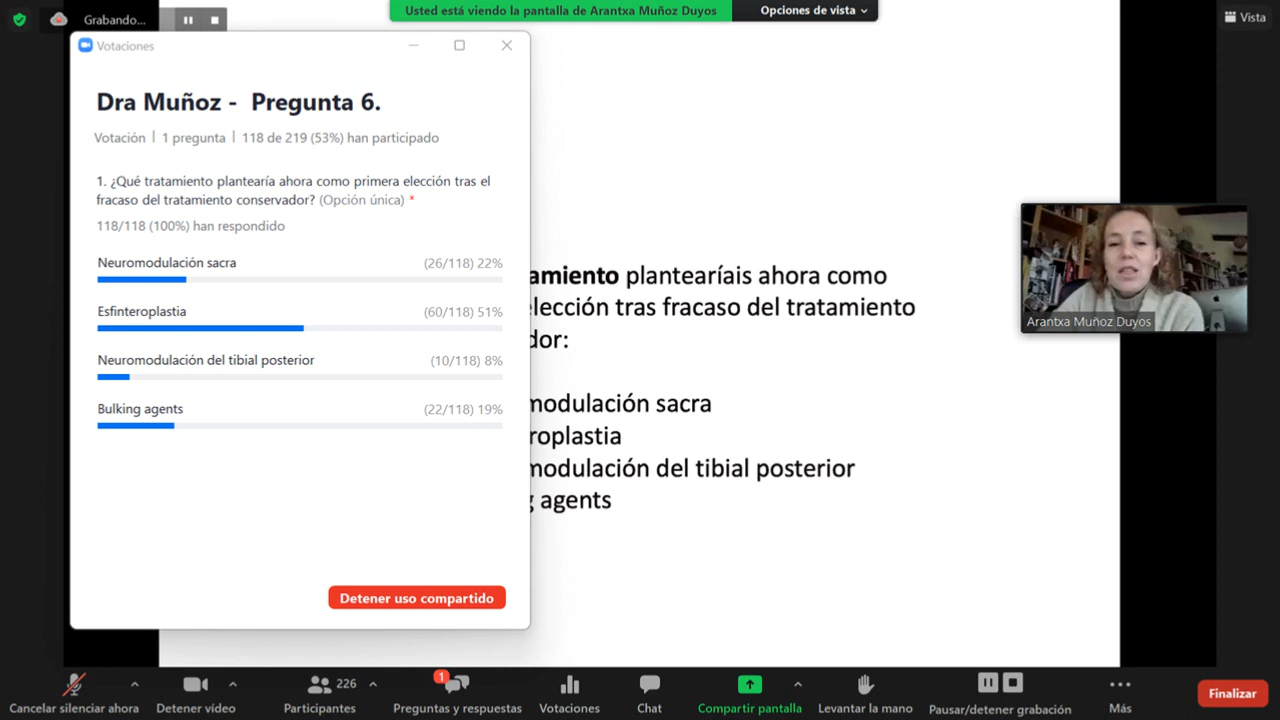 Grabando...
Usted está viendo la pantalla de Arantxa Muñoz Duyos
Opciones de vista
Vista
Votaciones
Dra Muñoz - Pregunta 6.
Votación | 1 pregunta | 118 de 219 (53%) han participado
1. ¿Qué tratamiento plantearía ahora como primera elección tras el
fracaso del tratamiento conservador? (Opción única) *
118/118 (100%) han respondido
Neuromodulación sacra (26/118) 22%
Esfinteroplastia (60/118) 51%
Neuromodulación del tibial posterior (10/118) 8%
Bulking agents (22/118) 19%
Detener uso compartido
amiento plantearíais ahora como
elección tras fracaso del tratamiento
dor:
modulación sacra
roplastia
modulación del tibial posterior
g agents
Arantxa Muñoz Duyos
Cancelar silenciar ahora
Detener video
226
Participantes
1
Preguntas y respuestas
Votaciones
Chat
Compartir pantalla
Levantar la mano
Pausar/detener grabación
Más
Finalizar